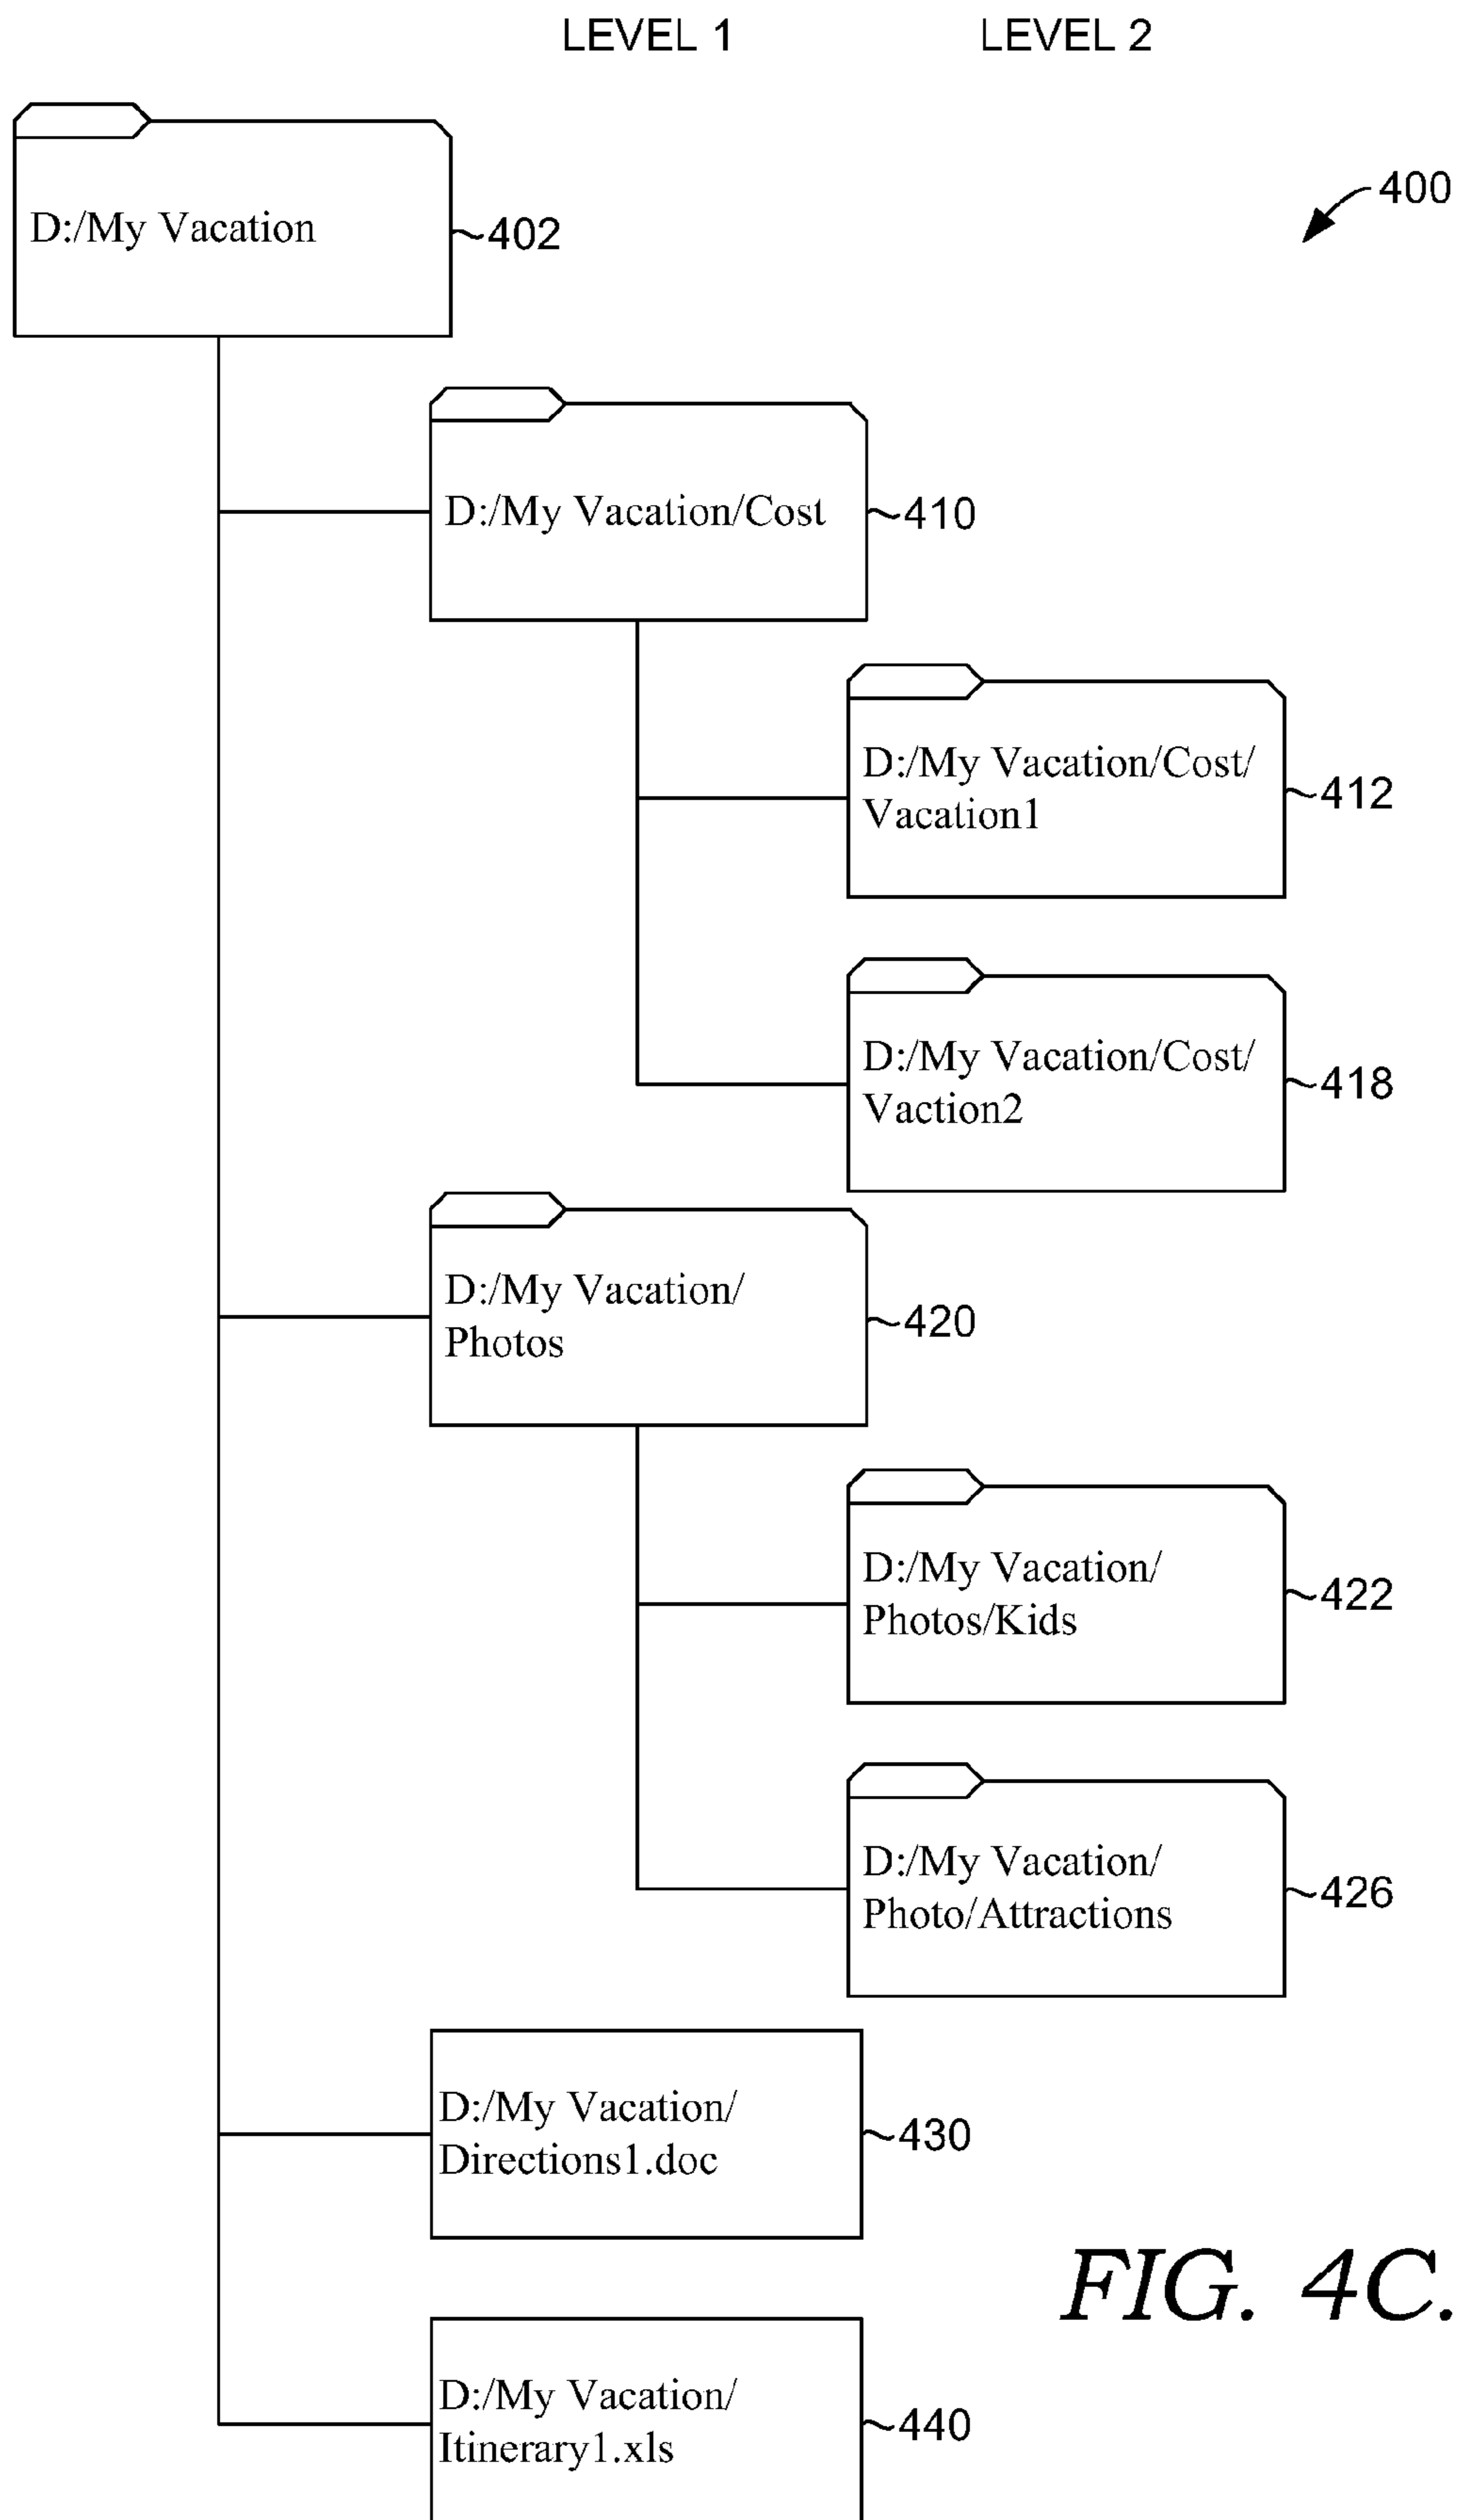 LEVEL 1 LEVEL 2
400
D:/My Vacation
402
D:/My Vacation/Cost
410
D:/My Vacation/Cost/
Vacation1
412
D:/My Vacation/Cost/
Vaction2
418
D:/My Vacation/
Photos
420
D:/My Vacation/
Photos/Kids
422
D:/My Vacation/
Photo/Attractions
426
D:/My Vacation/
Directions1.doc
430
FIG. 4C.
D:/My Vacation/
Itinerary1.xls
440